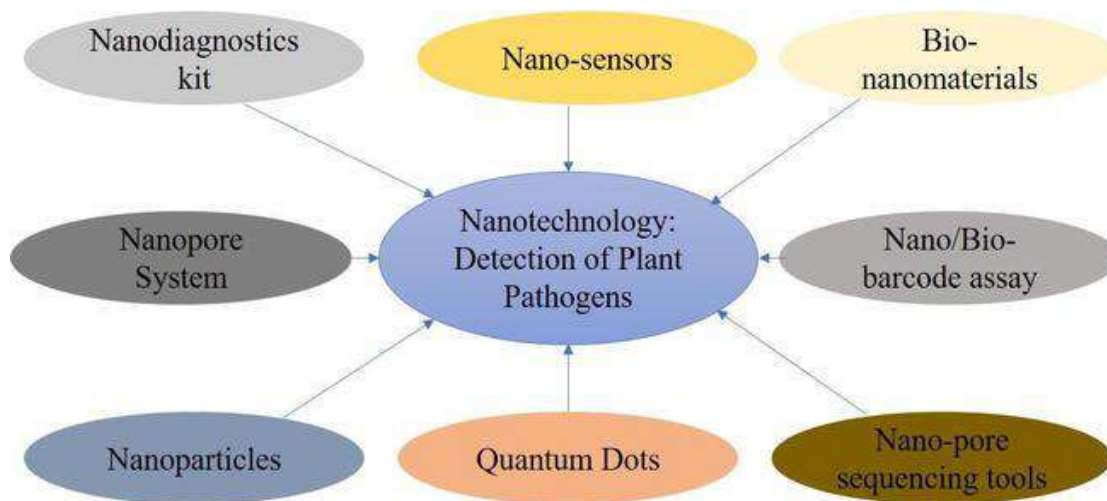 Nanodiagnostics
kit
Nano-sensors
Bio-
nanomaterials
Nanopore
System
Nanotechnology:
Detection of Plant
Pathogens
Nano/Bio-
barcode assay
Nanoparticles
Quantum Dots
Nano-pore
sequencing tools